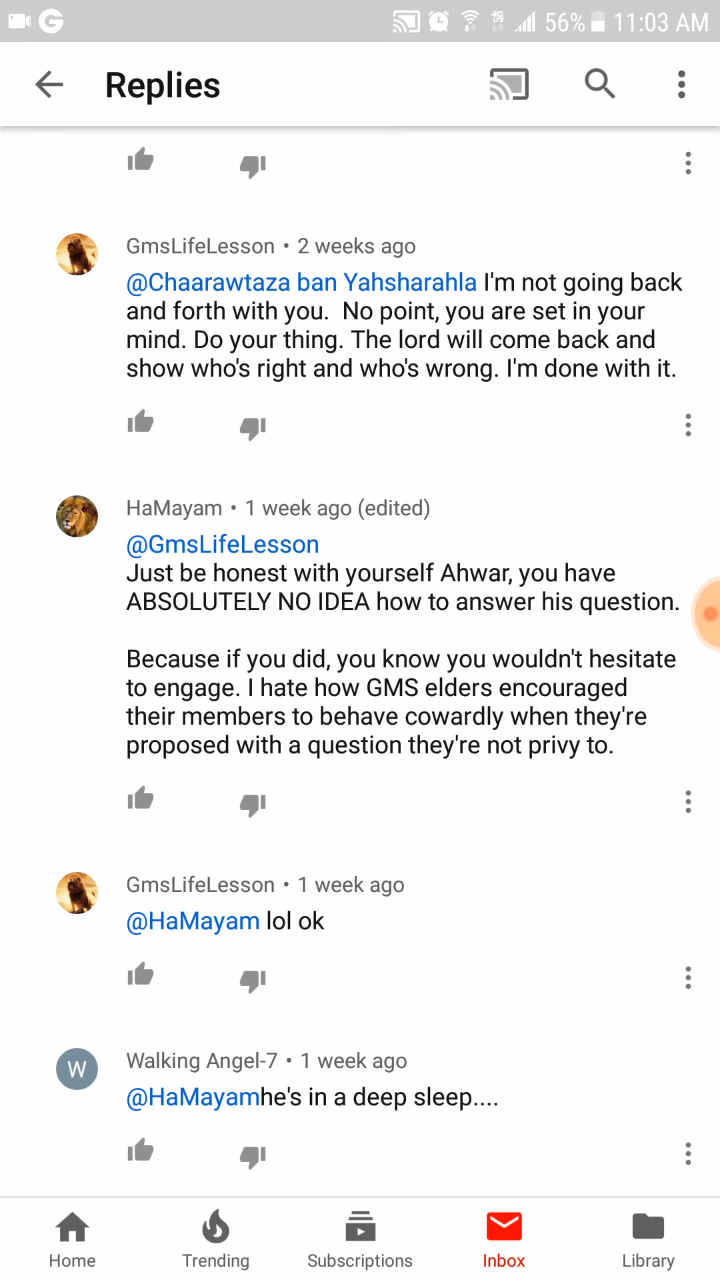 56% 11:03 AM
Replies
GmsLifeLesson • 2 weeks ago
@Chaarawtaza ban Yahsharahla I'm not going back
and forth with you.  No point, you are set in your
mind. Do your thing. The lord will come back and
show who's right and who's wrong. I'm done with it.
HaMayam • 1 week ago (edited)
@GmsLifeLesson
Just be honest with yourself Ahwar, you have
ABSOLUTELY NO IDEA how to answer his question.
Because if you did, you know you wouldn't hesitate
to engage. I hate how GMS elders encouraged
their members to behave cowardly when they're
proposed with a question they're not privy to.
GmsLifeLesson • 1 week ago
@HaMayam lol ok
W
Walking Angel-7 • 1 week ago
@HaMayamhe's in a deep sleep....
Home Trending Subscriptions Inbox Library